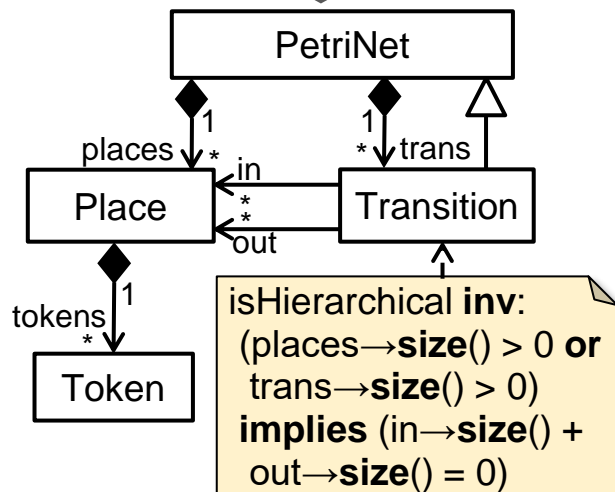 PetriNet
1
1
places
*
*
trans
in
Place
*
Transition
*
out
1
tokens
*
Token
isHierarchical inv:
(places→size() > 0 or
trans→size() > 0)
implies (in→size() +
out→size() = 0)